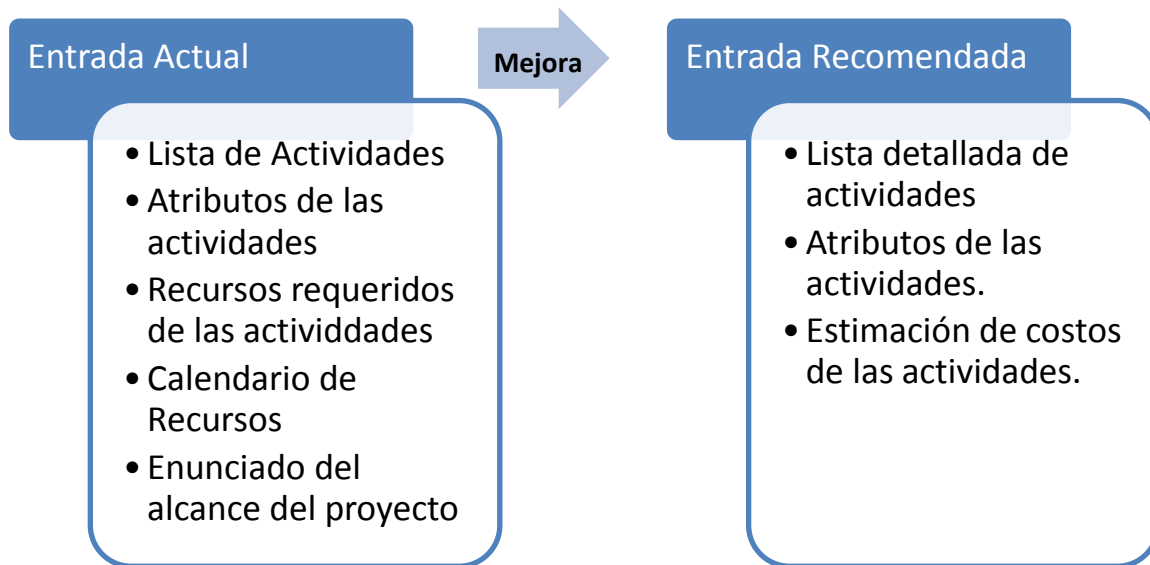 Entrada Actual
• Lista de Actividades
• Atributos de las
actividades
• Recursos requeridos
de las actividdades
• Calendario de
Recursos
• Enunciado del
alcance del proyecto
Mejora
Entrada Recomendada
• Lista detallada de
actividades
• Atributos de las
actividades.
• Estimación de costos
de las actividades.